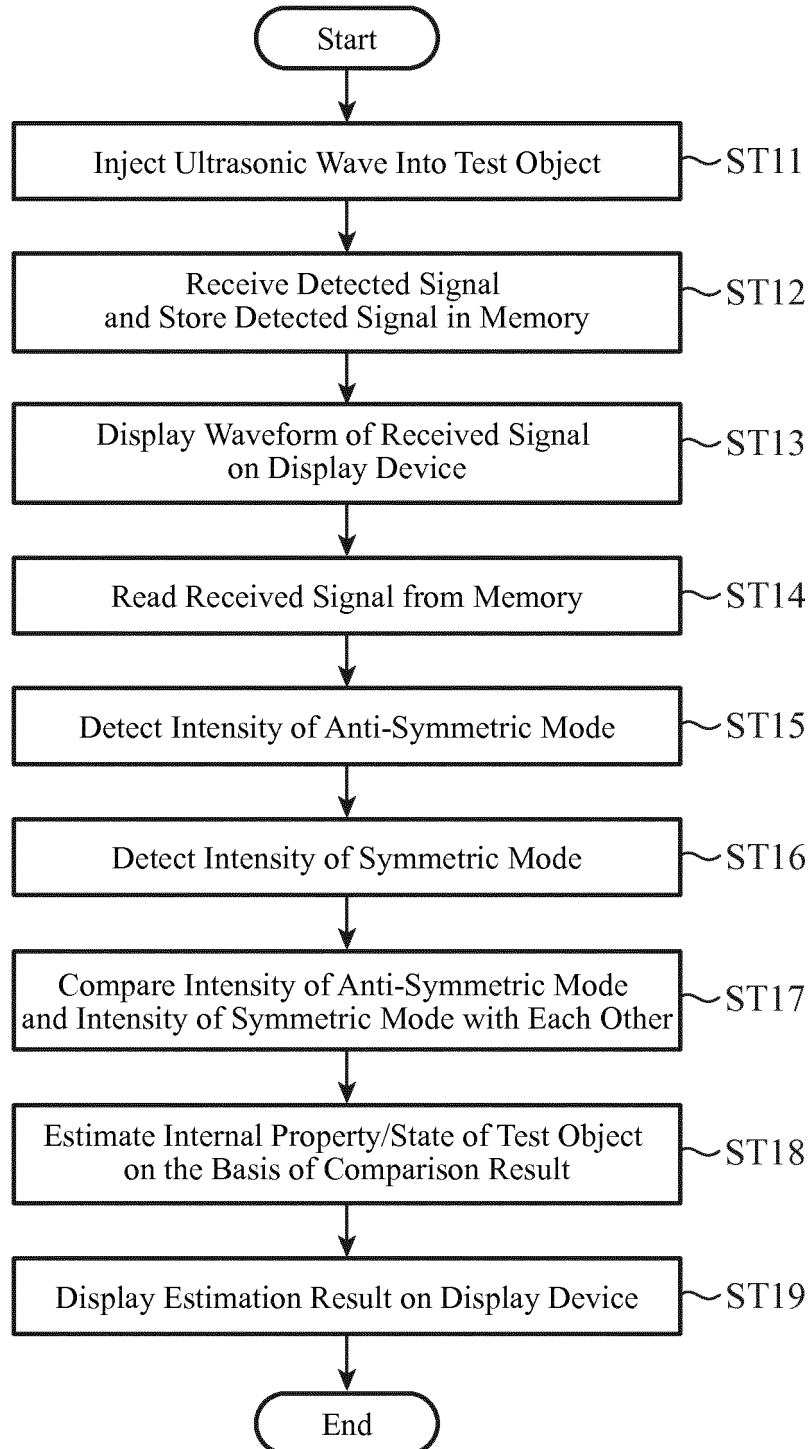 Start
Inject Ultrasonic Wave Into Test Object
ST11
Receive Detected Signal
and Store Detected Signal in Memory
ST12
Display Waveform of Received Signal
on Display Device
ST13
Read Received Signal from Memory
ST14
Detect Intensity of Anti-Symmetric Mode
ST15
Detect Intensity of Symmetric Mode
ST16
Compare Intensity of Anti-Symmetric Mode
and Intensity of Symmetric Mode with Each Other
ST17
Estimate Internal Property/State of Test Object
on the Basis of Comparison Result
ST18
Display Estimation Result on Display Device
ST19
End